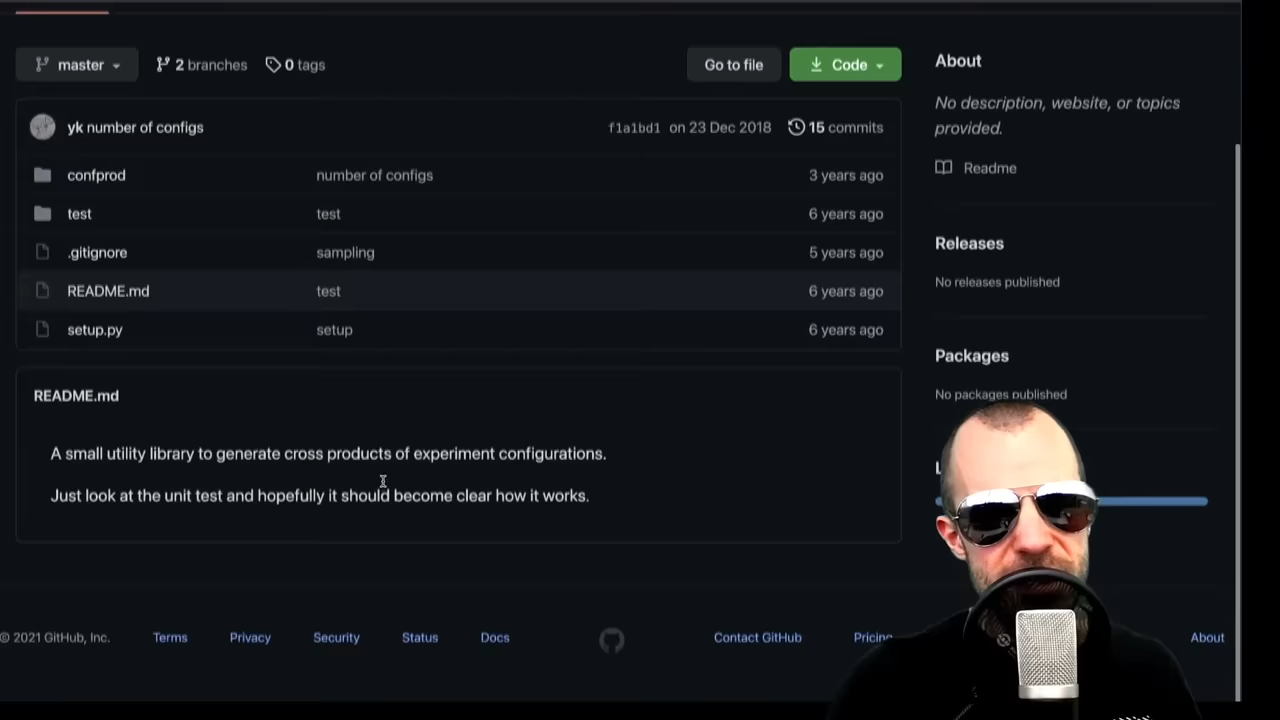 master
2 branches
0 tags
Go to file
Code
yk number of configs
f1a1bd1 on 23 Dec 2018
15 commits
confprod number of configs 3 years ago
test test 6 years ago
.gitignore sampling 5 years ago
README.md test 6 years ago
setup.py setup 6 years ago
README.md
A small utility library to generate cross products of experiment configurations.
Just look at the unit test and hopefully it should become clear how it works.
About
No description, website, or topics
provided.
Readme
Releases
No releases published
Packages
No packages published
© 2021 GitHub, Inc. Terms Privacy Security Status Docs Contact GitHub Pricing About